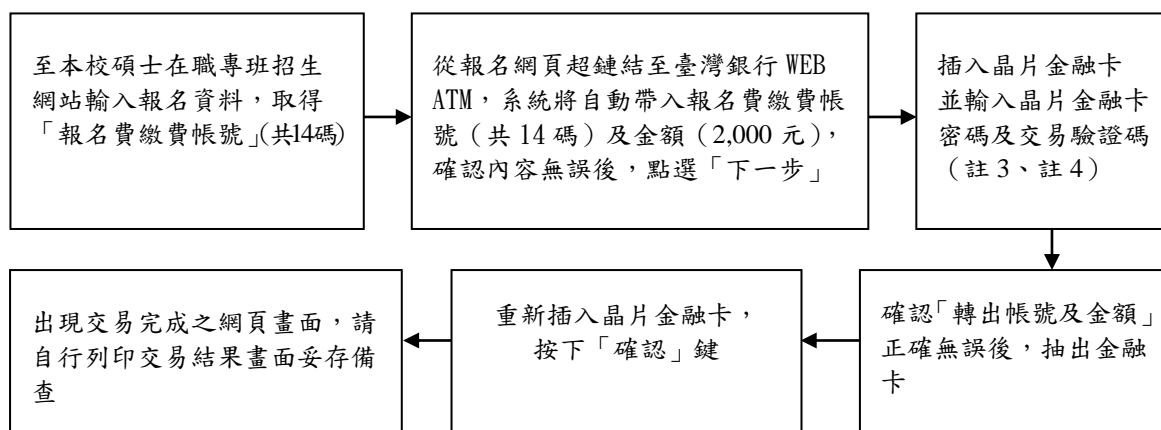 至本校碩士在職專班招生
網站輸入報名資料，取得
「報名費繳費帳號」(共14碼)
從報名網頁超鏈結至臺灣銀行 WEB
ATM，系統將自動帶入報名費繳費帳
號（共 14 碼）及金額（2,000 元），
確認內容無誤後，點選「下一步」
插入晶片金融卡
並輸入晶片金融卡
密碼及交易驗證碼
（註 3、註 4）
確認「轉出帳號及金額」
正確無誤後，抽出金融
卡
重新插入晶片金融卡，
按下「確認」鍵
出現交易完成之網頁畫面，請
自行列印交易結果畫面妥存備
查